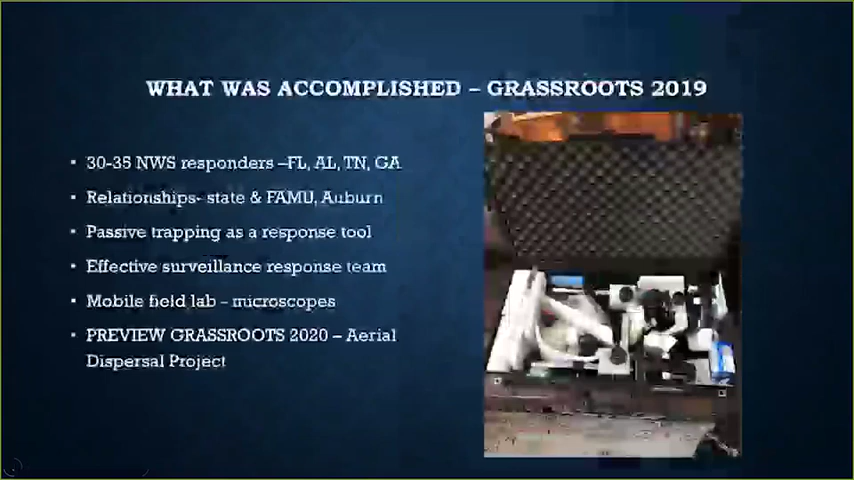 WHAT WAS ACCOMPLISHED – GRASSROOTS 2019
▪ 30-35 NWS responders –FL, AL, TN, GA
▪ Relationships- state & FAMU, Auburn
▪ Passive trapping as a response tool
▪ Effective surveillance response team
▪ Mobile field lab - microscopes
▪ PREVIEW GRASSROOTS 2020 – Aerial
Dispersal Project